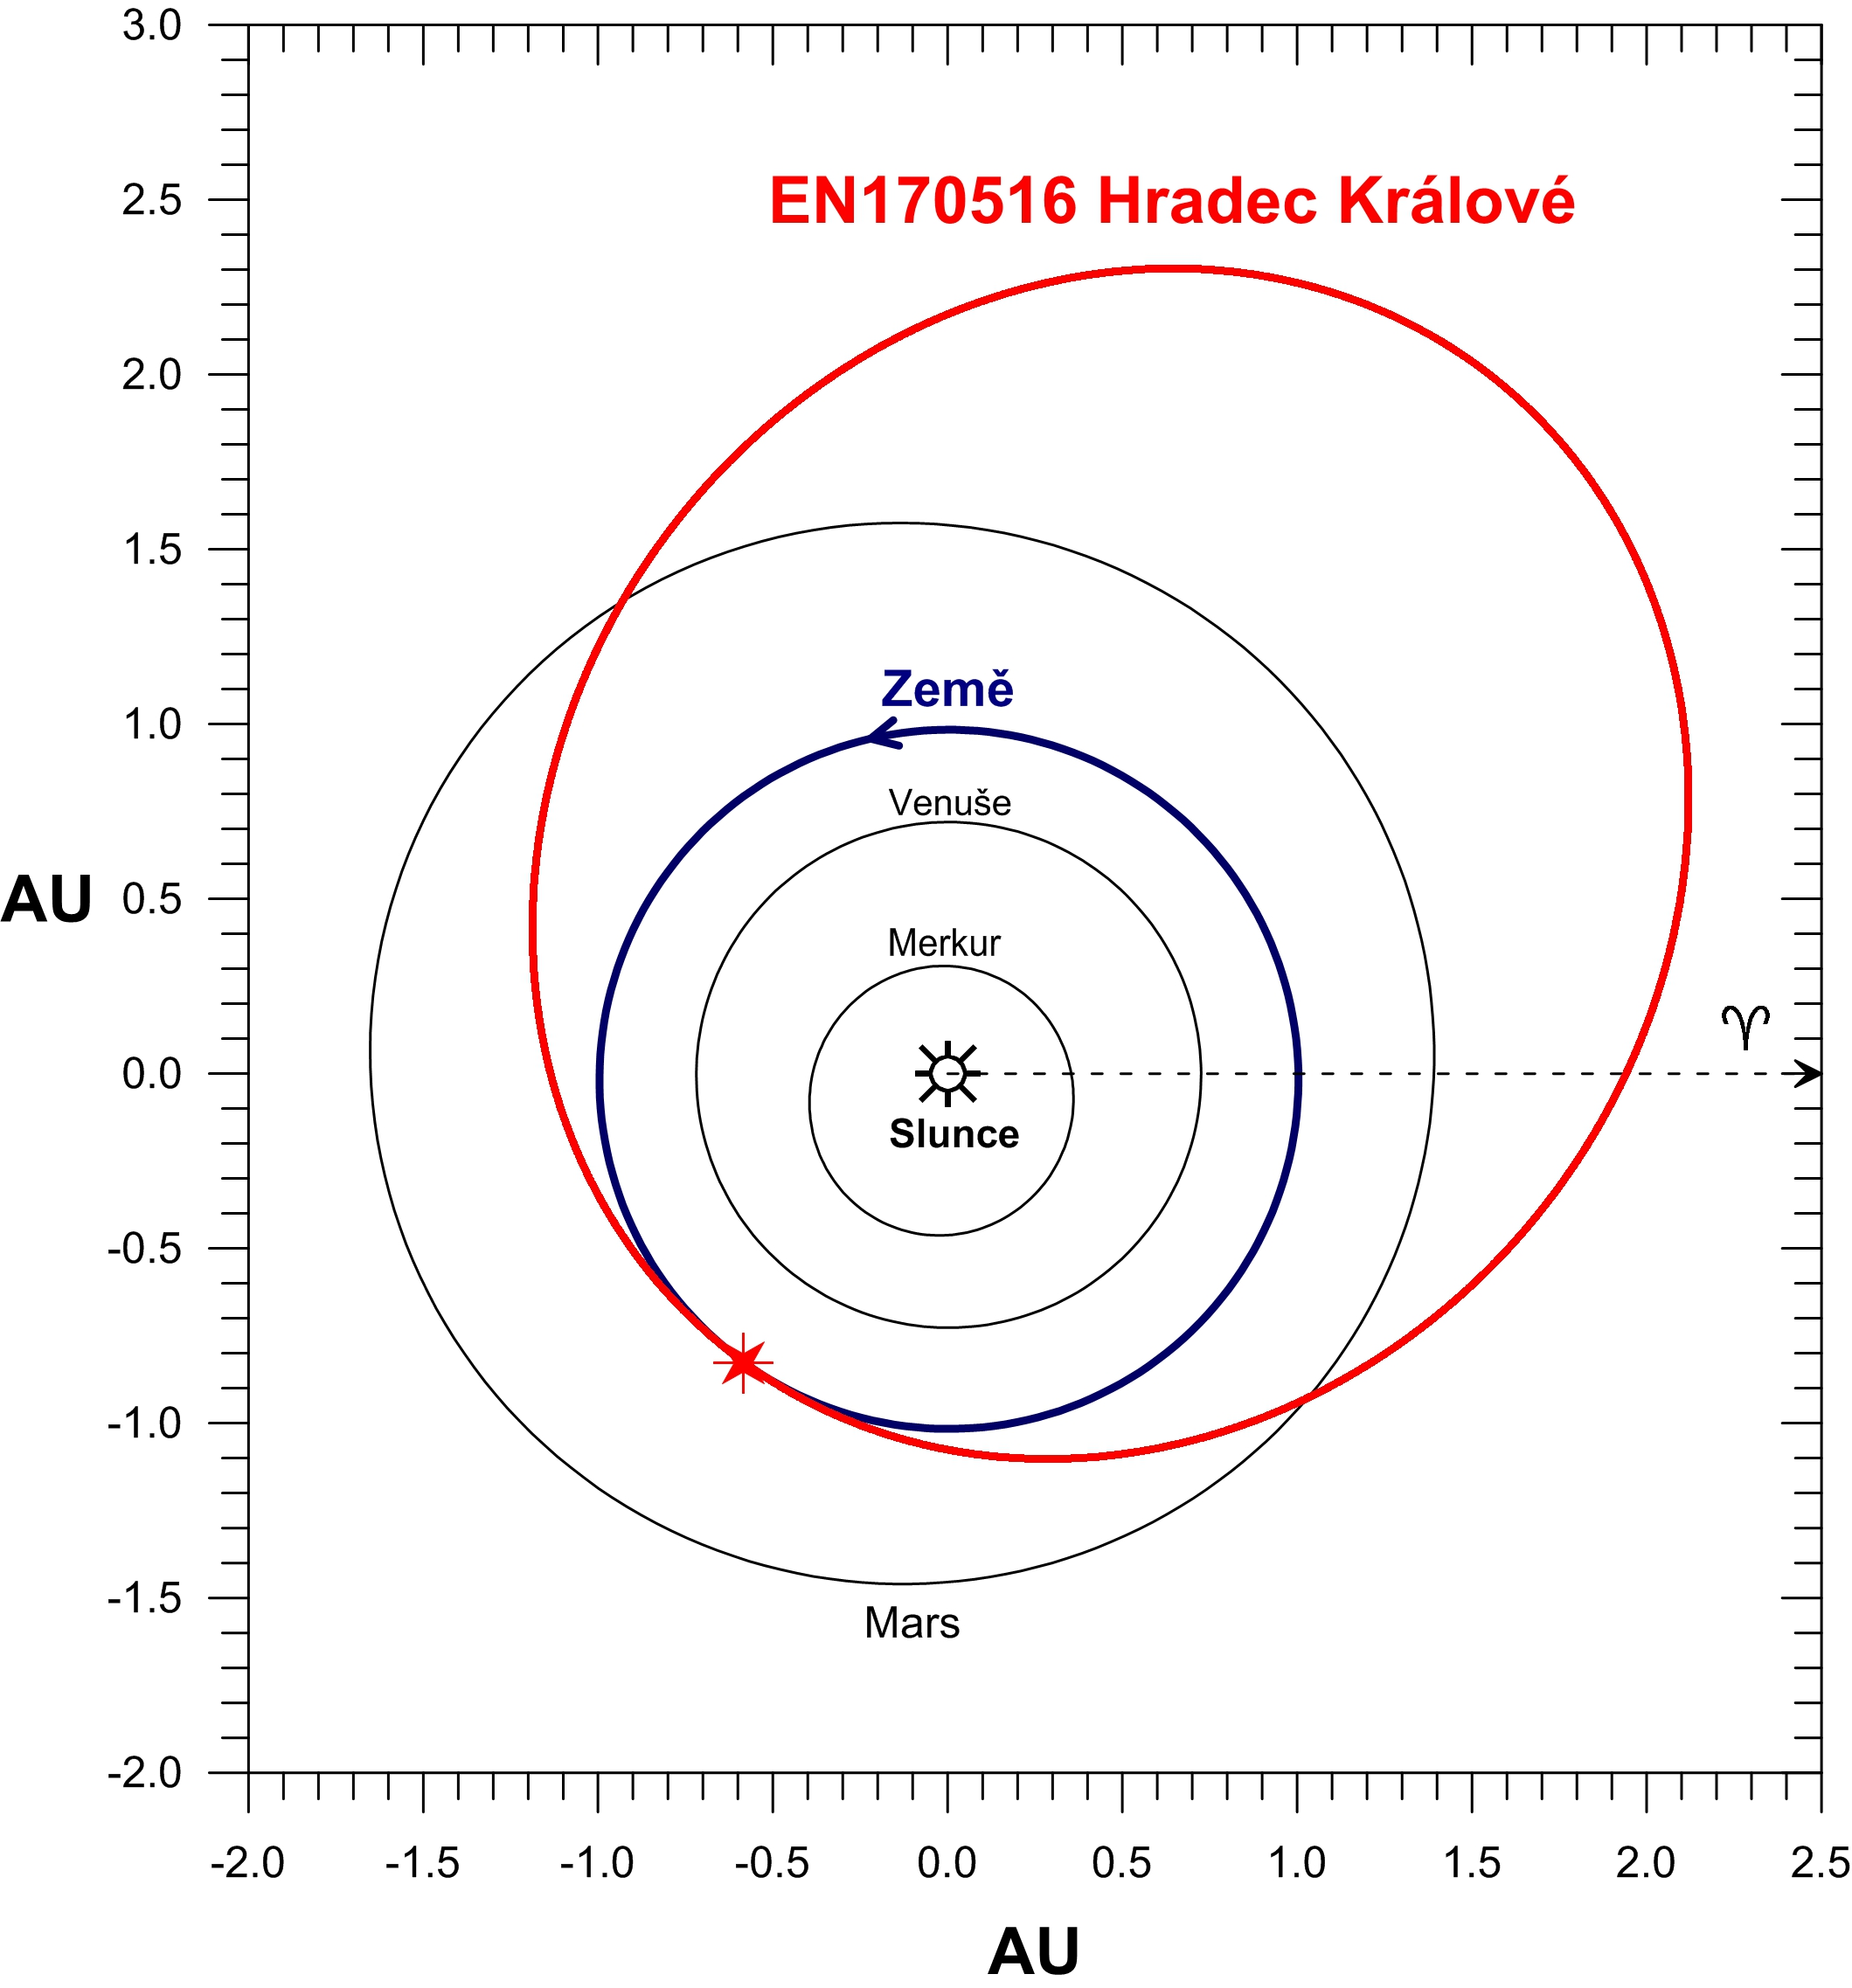 3.0
2.5
2.0
1.5
1.0
0.5
0.0
-0.5
-1.0
-1.5
-2.0
AU
EN170516 Hradec Králové
Země
Venuše
Merkur
♈
Slunce
Mars
-2.0 -1.5 -1.0 -0.5 0.0 0.5 1.0 1.5 2.0 2.5
AU